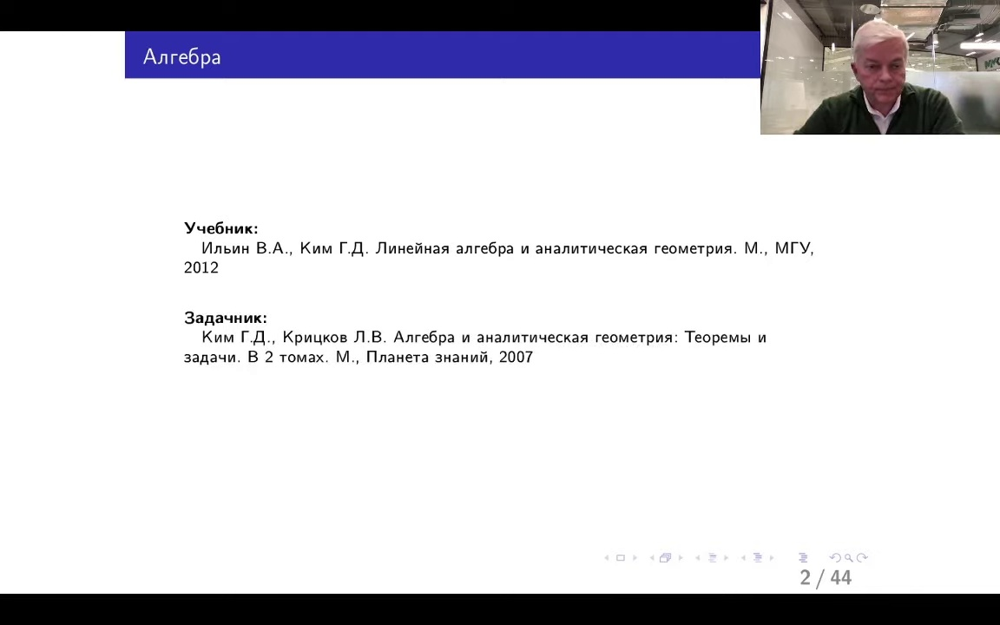 Алгебра
Учебник:
Ильин В.А., Ким Г.Д. Линейная алгебра и аналитическая геометрия. М., МГУ,
2012
Задачник:
Ким Г.Д., Крицков Л.В. Алгебра и аналитическая геометрия: Теоремы и
задачи. В 2 томах. М., Планета знаний, 2007
2 / 44